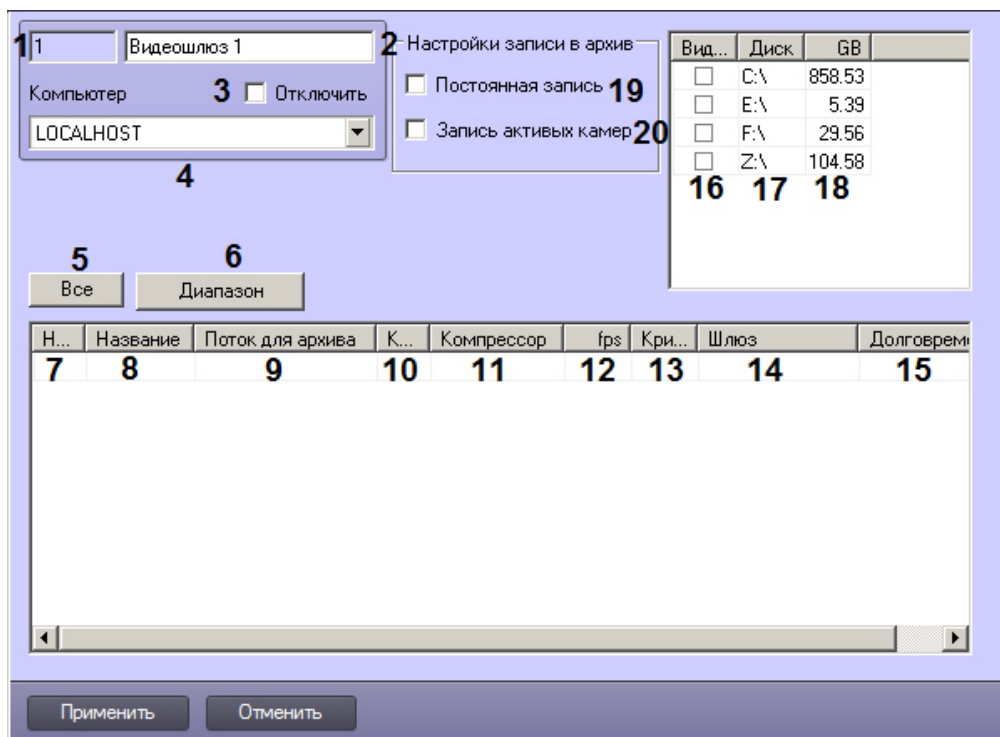 1 1 Видеошлюз 1 2
Компьютер 3 Отключить
LOCALHOST
4
Настройки записи в архив
Постоянная запись 19
Запись активных камер 20
Вид... Диск GB
C:\ 858.53
E:\ 5.39
F:\ 29.56
Z:\ 104.58
16 17 18
5 6
Все Диапазон
Н... Название Поток для архива К... Компрессор fps Кри... Шлюз Долговрем
7 8 9 10 11 12 13 14 15
Применить Отменить